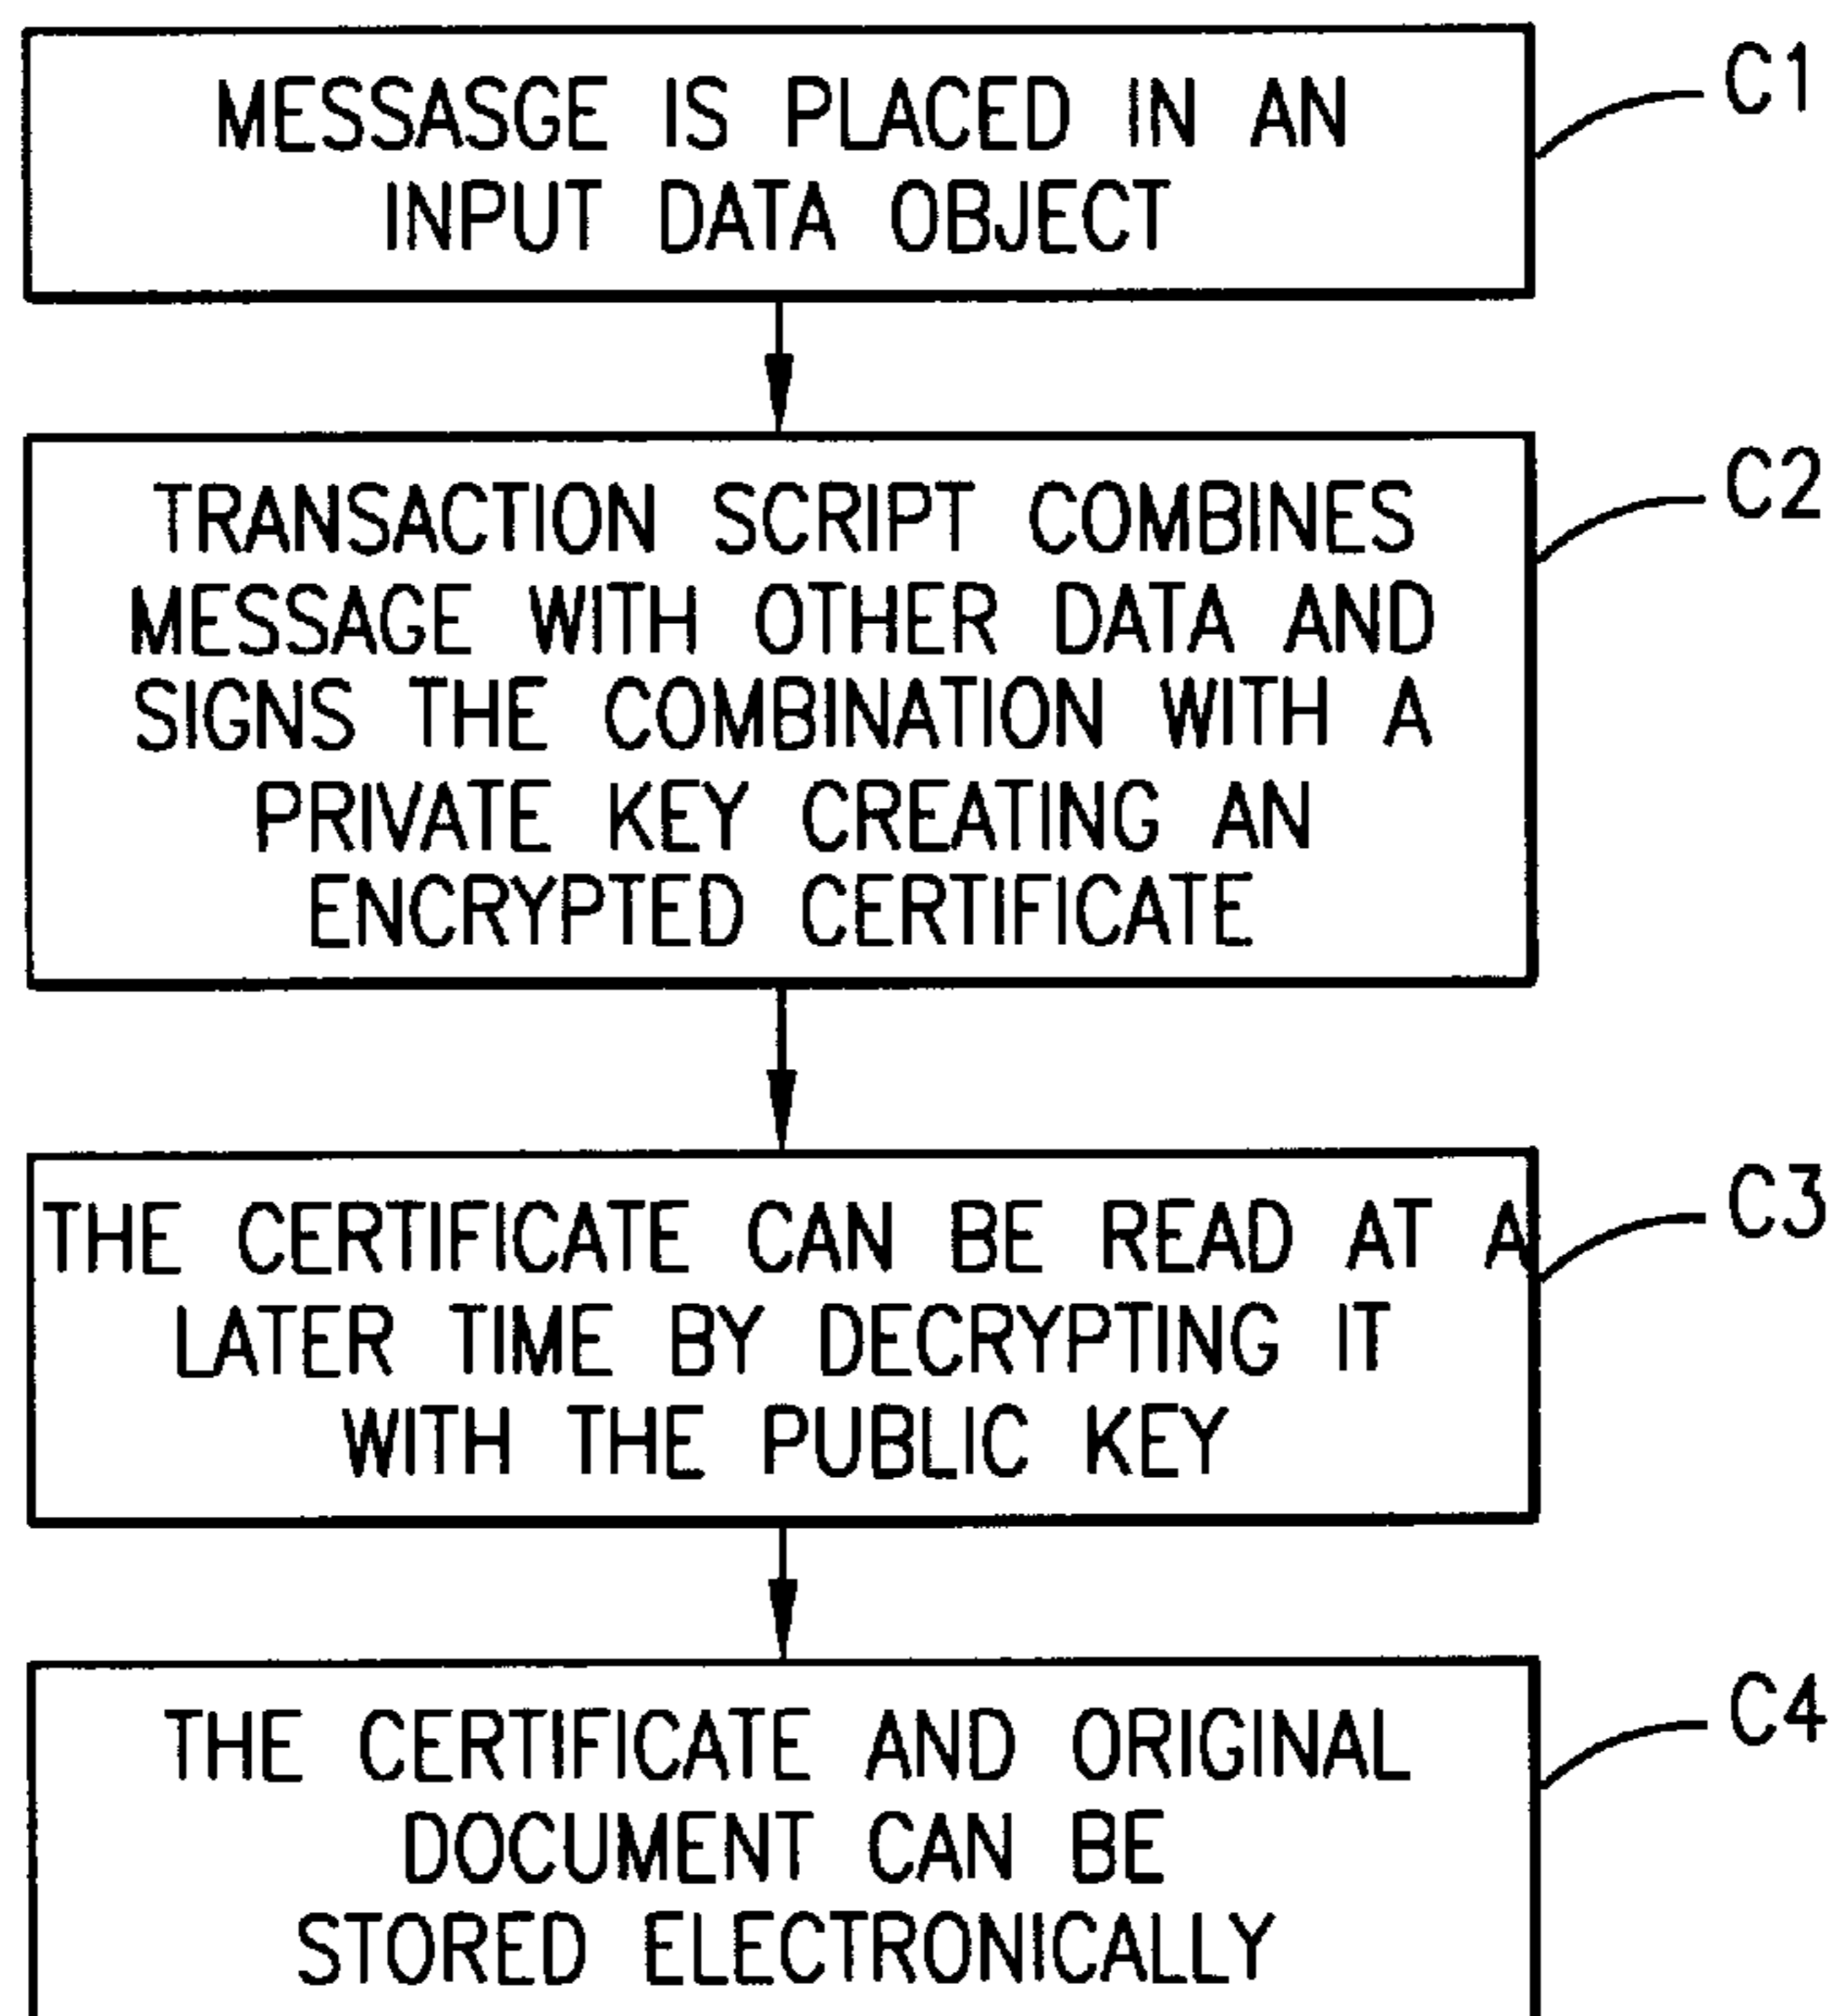 MESSASGE IS PLACED IN AN
INPUT DATA OBJECT
C1
TRANSACTION SCRIPT COMBINES
MESSAGE WITH OTHER DATA AND
SIGNS THE COMBINATION WITH A
PRIVATE KEY CREATING AN
ENCRYPTED CERTIFICATE
C2
THE CERTIFICATE CAN BE READ AT A
LATER TIME BY DECRYPTING IT
WITH THE PUBLIC KEY
C3
THE CERTIFICATE AND ORIGINAL
DOCUMENT CAN BE
STORED ELECTRONICALLY
C4